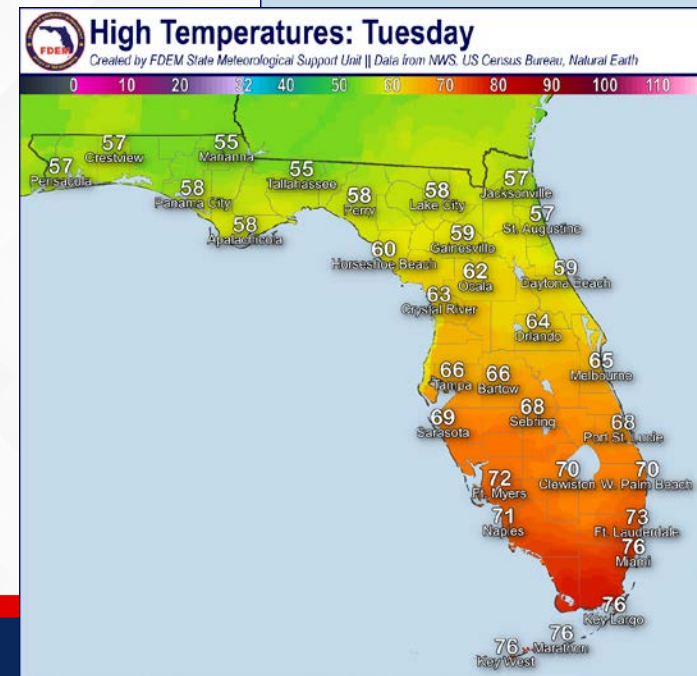 FDEM
High Temperatures: Tuesday
Created by FDEM State Meteorological Support Unit || Data from NWS, US Census Bureau, Natural Earth
0 10 20 32 40 50 60 70 80 90 100 110
57
Crestview
55
Marianna
57
Pensacola
55
Tallahassee
57
Jacksonville
58
Panama City
58
Perry
58
Lake City
57
St. Augustine
58
Apalachicola
59
Gainesville
60
Horseshoe Beach
62
Ocala
59
Daytona Beach
63
Crystal River
64
Orlando
65
Melbourne
66
Tampa
66
Bartow
69
Sarasota
68
Sebring
68
Port St. Lucie
72
Ft. Myers
70
Clewiston
70
W. Palm Beach
71
Naples
73
Ft. Lauderdale
76
Miami
76
Key Largo
76
Marathon
76
Key West